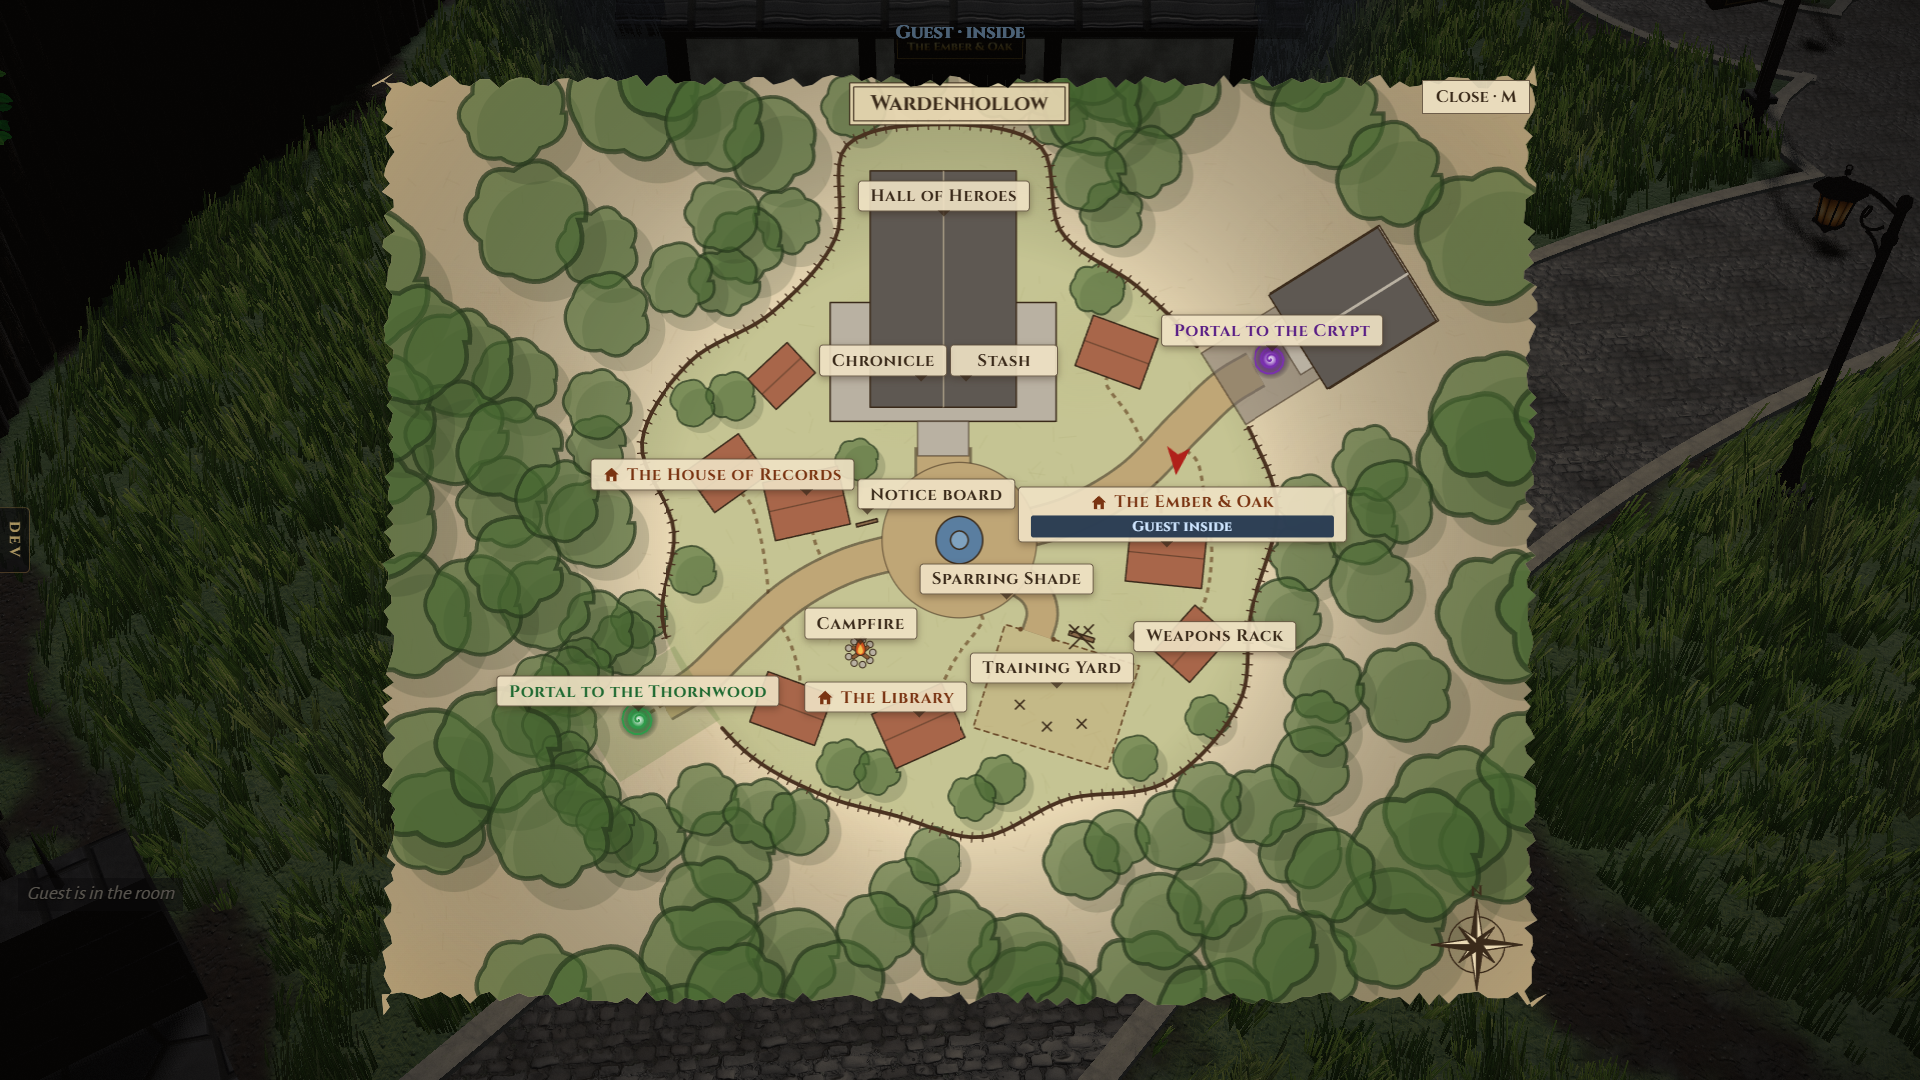 Guest · inside
The Ember & Oak
Wardenhollow
Close · M
Hall of Heroes
Portal to the Crypt
Chronicle
Stash
The House of Records
Notice board
The Ember & Oak
Guest inside
DEV
Sparring Shade
Campfire
Weapons Rack
Training Yard
Portal to the Thornwood
The Library
Guest is in the room
N